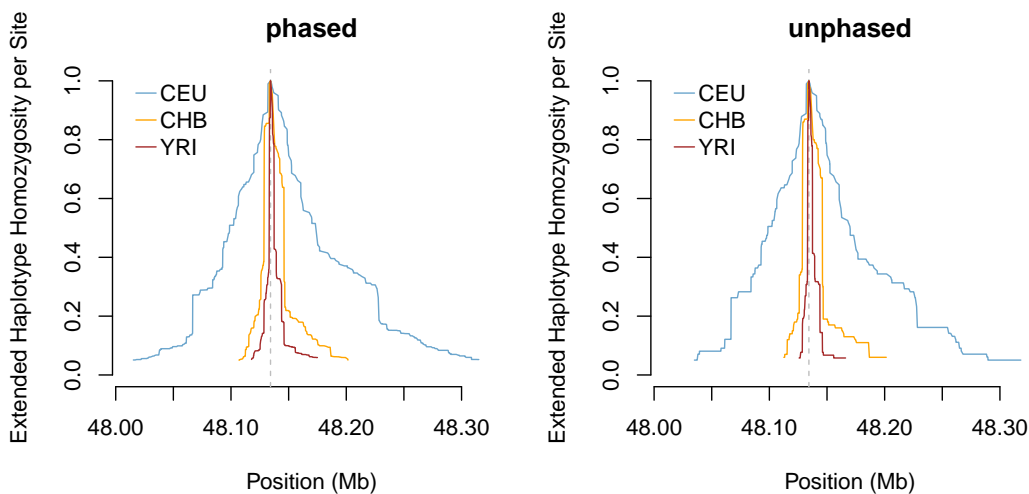 phased
Extended Haplotype Homozygosity per Site
1.0
0.8
0.6
0.4
0.2
0.0
CEU
CHB
YRI
48.00
48.10
48.20
48.30
Position (Mb)
unphased
Extended Haplotype Homozygosity per Site
1.0
0.8
0.6
0.4
0.2
0.0
CEU
CHB
YRI
48.00
48.10
48.20
48.30
Position (Mb)